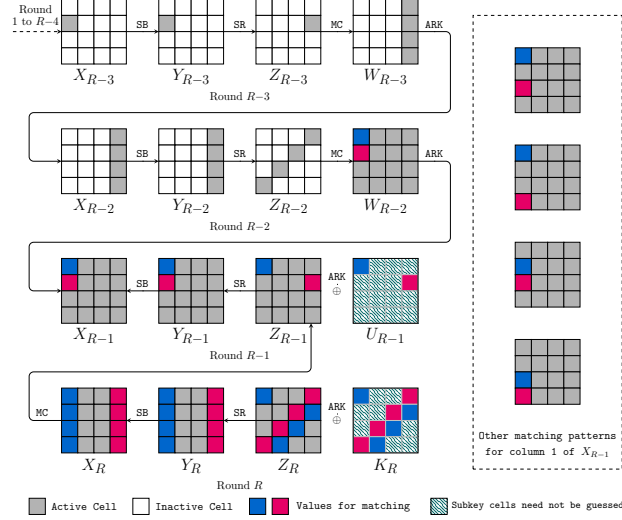 Round
1 to R−4
SB
SR
MC
ARK
X_{R−3}
Y_{R−3}
Z_{R−3}
W_{R−3}
Round R−3
SB
SR
MC
ARK
X_{R−2}
Y_{R−2}
Z_{R−2}
W_{R−2}
Round R−2
SB
SR
ARK
⊕
X_{R−1}
Y_{R−1}
Z_{R−1}
U_{R−1}
Round R−1
MC
SB
SR
ARK
⊕
X_R
Y_R
Z_R
K_R
Round R
Other matching patterns
for column 1 of X_{R−1}
Active Cell
Inactive Cell
Values for matching
Subkey cells need not be guessed